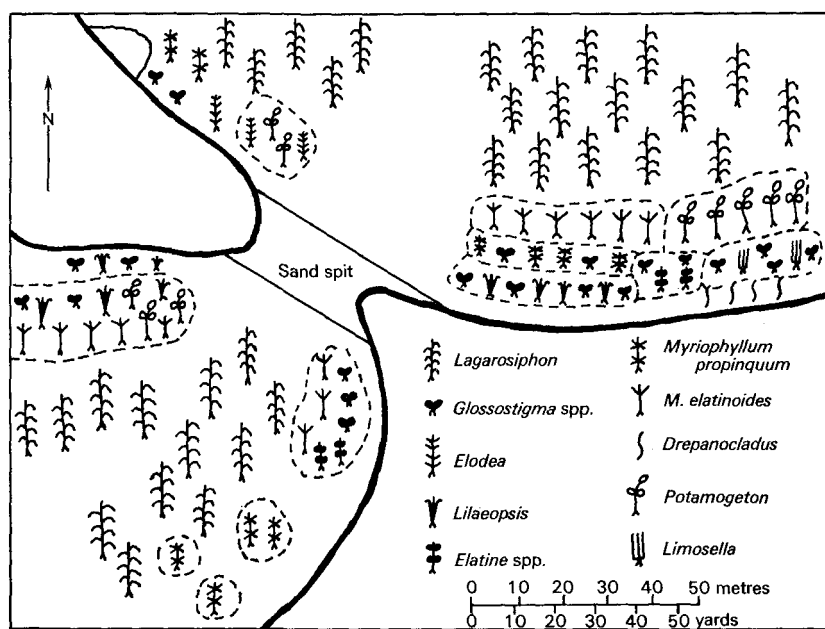 N
Sand spit
Lagarosiphon
Glossostigma spp.
Elodea
Lilaeopsis
Elatine spp.
Myriophyllum
propinquum
M. elatinoides
Drepanocladus
Potamogeton
Limosella
0 10 20 30 40 50 metres
0 10 20 30 40 50 yards